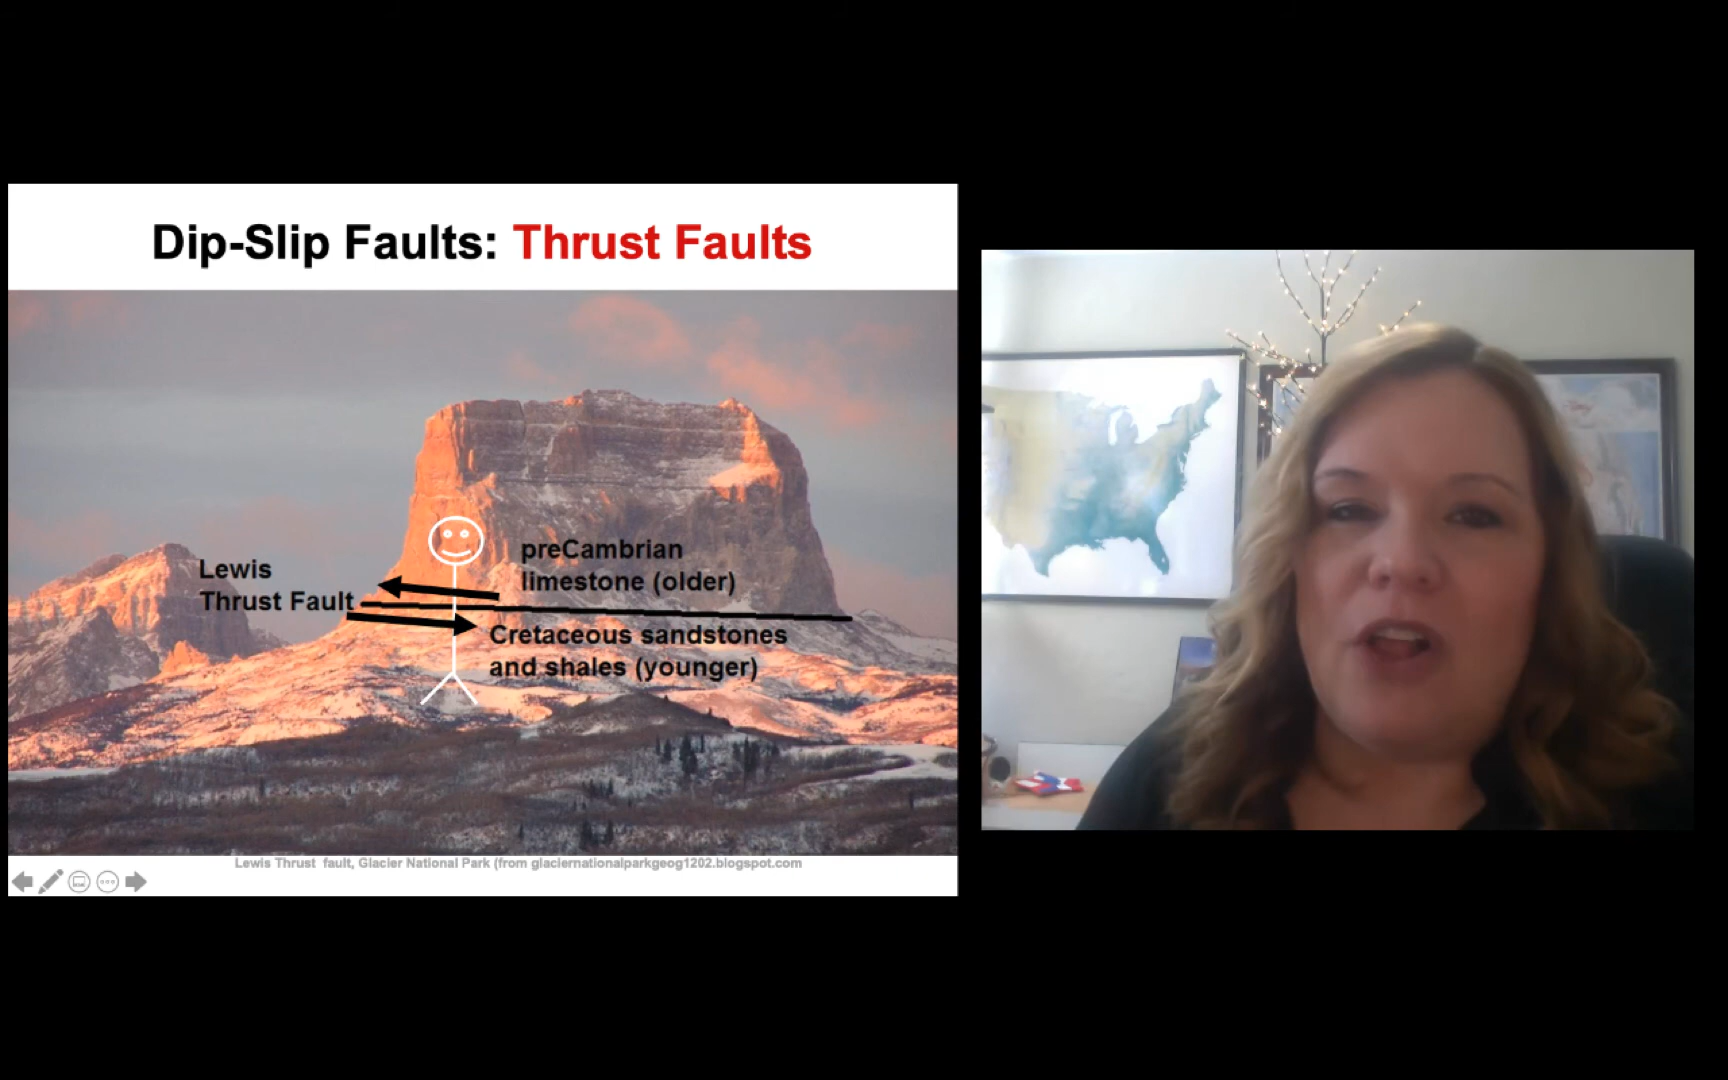 Dip-Slip Faults: Thrust Faults
Lewis
Thrust Fault
preCambrian
limestone (older)
Cretaceous sandstones
and shales (younger)
Lewis Thrust  fault, Glacier National Park (from glaciernationalparkgeog1202.blogspot.com